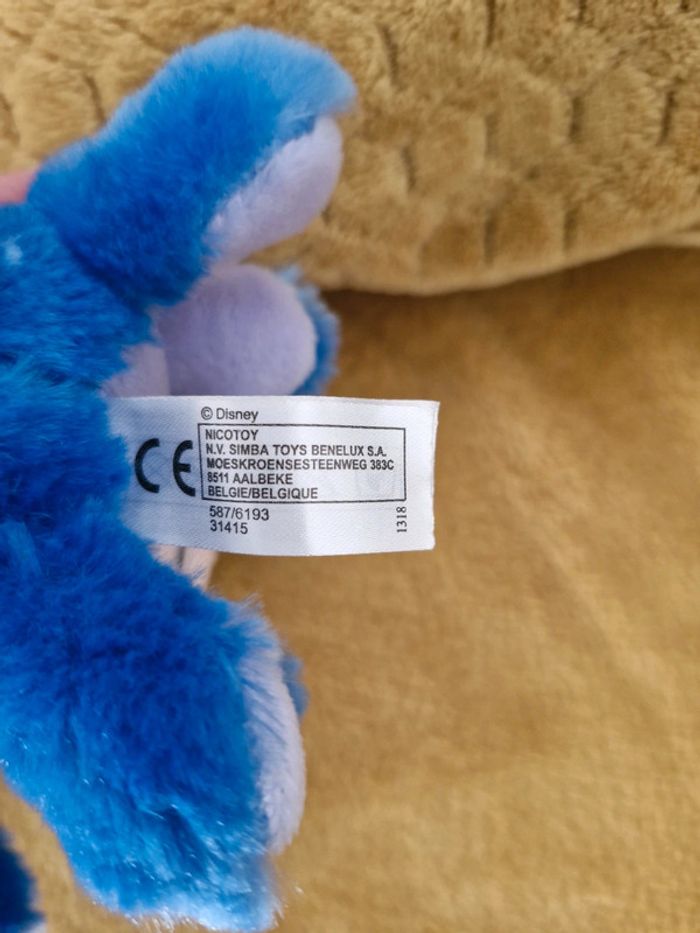 © Disney
CE
NICOTOY
N.V. SIMBA TOYS BENELUX S.A.
MOESKROENSESTEENWEG 383C
8511 AALBEKE
BELGIE/BELGIQUE
587/6193
31415
1318